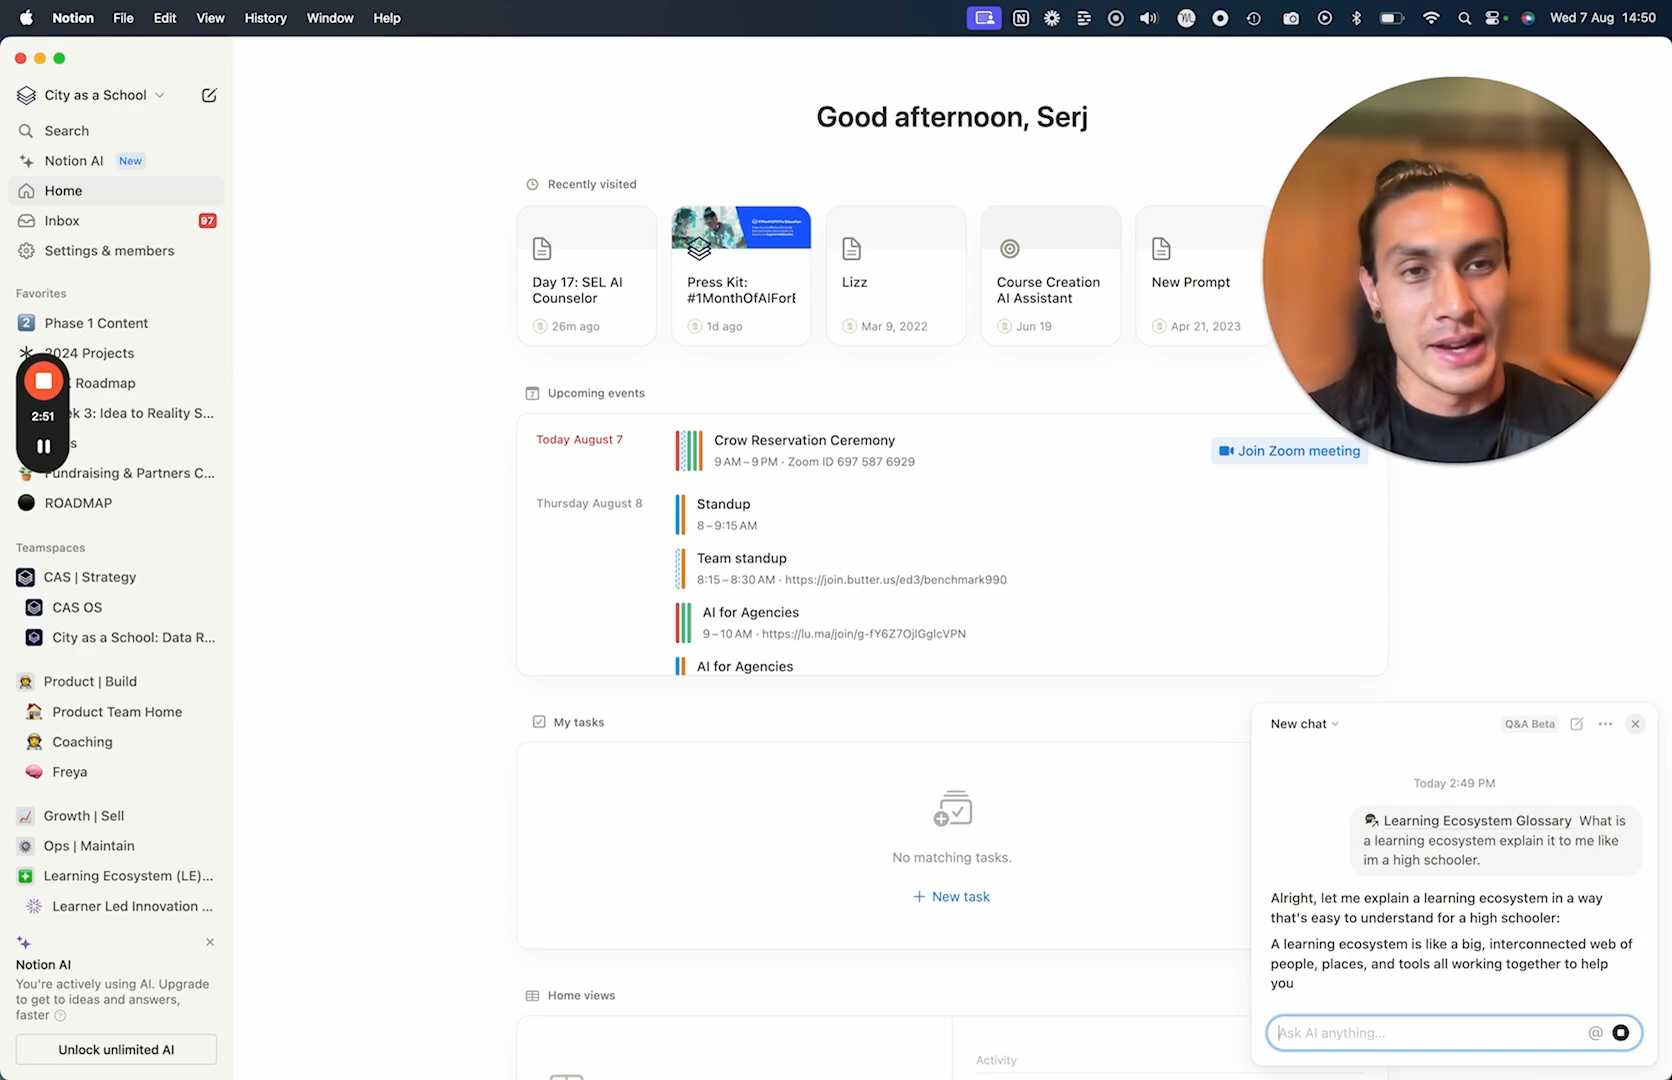 Notion File Edit View History Window Help
Wed 7 Aug 14:50
City as a School
Search
Notion AI New
Home
Inbox 97
Settings & members
Favorites
2 Phase 1 Content
2024 Projects
Roadmap
ek 3: Idea to Reality S...
s
Fundraising & Partners C...
ROADMAP
2:51
Teamspaces
CAS | Strategy
CAS OS
City as a School: Data R...
Product | Build
Product Team Home
Coaching
Freya
Growth | Sell
Ops | Maintain
Learning Ecosystem (LE)...
Learner Led Innovation ...
Notion AI
You're actively using AI. Upgrade
to get to ideas and answers,
faster
Unlock unlimited AI
Good afternoon, Serj
Recently visited
Day 17: SEL AI
Counselor
26m ago
Press Kit:
#1MonthOfAIForE
1d ago
Lizz
Mar 9, 2022
Course Creation
AI Assistant
Jun 19
New Prompt
Apr 21, 2023
Upcoming events
Today August 7
Crow Reservation Ceremony
9 AM – 9 PM · Zoom ID 697 587 6929
Join Zoom meeting
Thursday August 8
Standup
8 – 9:15 AM
Team standup
8:15 – 8:30 AM · https://join.butter.us/ed3/benchmark990
AI for Agencies
9 – 10 AM · https://lu.ma/join/g-fY6Z7OjlGglcVPN
AI for Agencies
My tasks
No matching tasks.
+ New task
Home views
Activity
New chat
Q&A Beta
Today 2:49 PM
Learning Ecosystem Glossary What is
a learning ecosystem explain it to me like
im a high schooler.
Alright, let me explain a learning ecosystem in a way
that's easy to understand for a high schooler:
A learning ecosystem is like a big, interconnected web of
people, places, and tools all working together to help
you
Ask AI anything... @